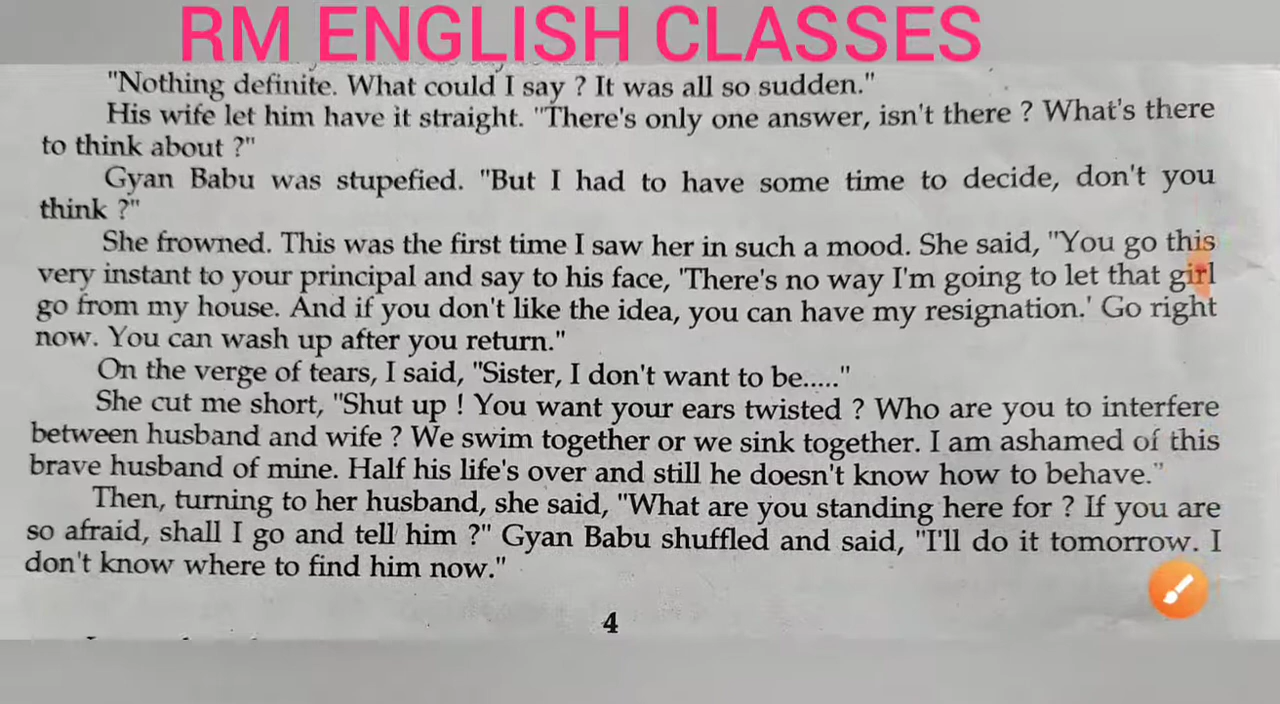 RM ENGLISH CLASSES
"Nothing definite. What could I say ? It was all so sudden."
His wife let him have it straight. "There's only one answer, isn't there ? What's there
to think about ?"
Gyan Babu was stupefied. "But I had to have some time to decide, don't you
think ?"
She frowned. This was the first time I saw her in such a mood. She said, "You go this
very instant to your principal and say to his face, 'There's no way I'm going to let that girl
go from my house. And if you don't like the idea, you can have my resignation.' Go right
now. You can wash up after you return."
On the verge of tears, I said, "Sister, I don't want to be....."
She cut me short, "Shut up ! You want your ears twisted ? Who are you to interfere
between husband and wife ? We swim together or we sink together. I am ashamed of this
brave husband of mine. Half his life's over and still he doesn't know how to behave."
Then, turning to her husband, she said, "What are you standing here for ? If you are
so afraid, shall I go and tell him ?" Gyan Babu shuffled and said, "I'll do it tomorrow. I
don't know where to find him now."
4